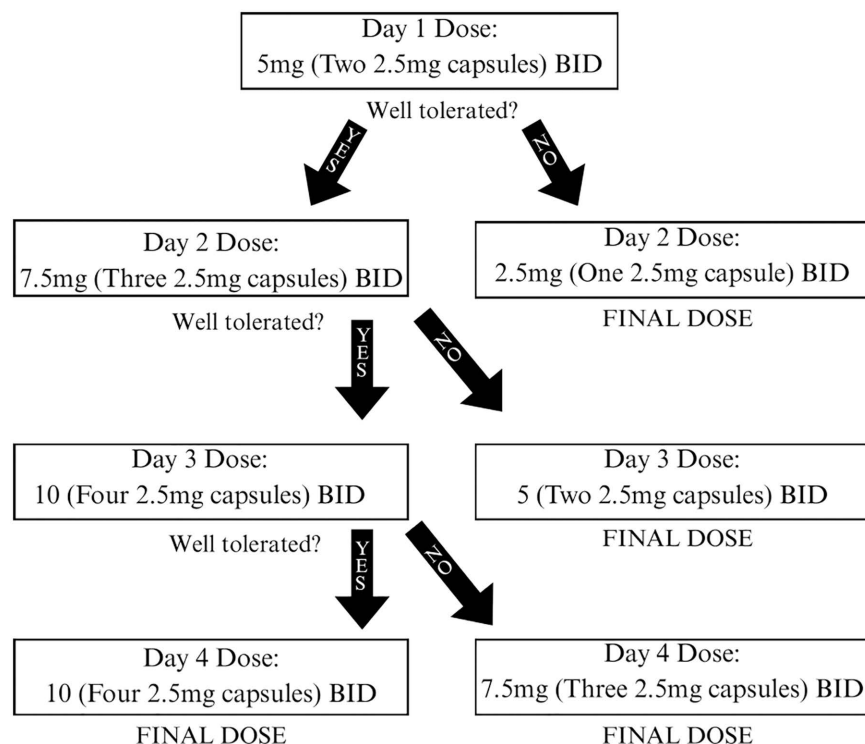 Day 1 Dose:
5mg (Two 2.5mg capsules) BID
Well tolerated?
YES
NO
Day 2 Dose:
7.5mg (Three 2.5mg capsules) BID
Well tolerated?
Day 2 Dose:
2.5mg (One 2.5mg capsule) BID
FINAL DOSE
YES
NO
Day 3 Dose:
10 (Four 2.5mg capsules) BID
Well tolerated?
Day 3 Dose:
5 (Two 2.5mg capsules) BID
FINAL DOSE
YES
NO
Day 4 Dose:
10 (Four 2.5mg capsules) BID
FINAL DOSE
Day 4 Dose:
7.5mg (Three 2.5mg capsules) BID
FINAL DOSE